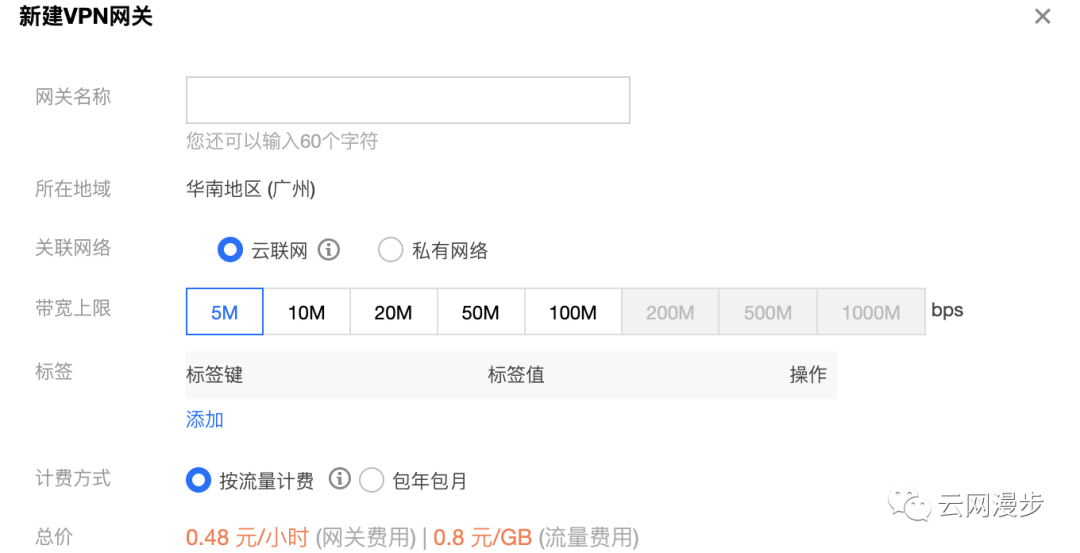 新建VPN网关
网关名称
您还可以输入60个字符
所在地域 华南地区 (广州)
关联网络 云联网 私有网络
带宽上限 5M 10M 20M 50M 100M 200M 500M 1000M bps
标签 标签键 标签值 操作
添加
计费方式 按流量计费 包年包月
总价 0.48 元/小时 (网关费用) | 0.8 元/GB (流量费用)
云网漫步